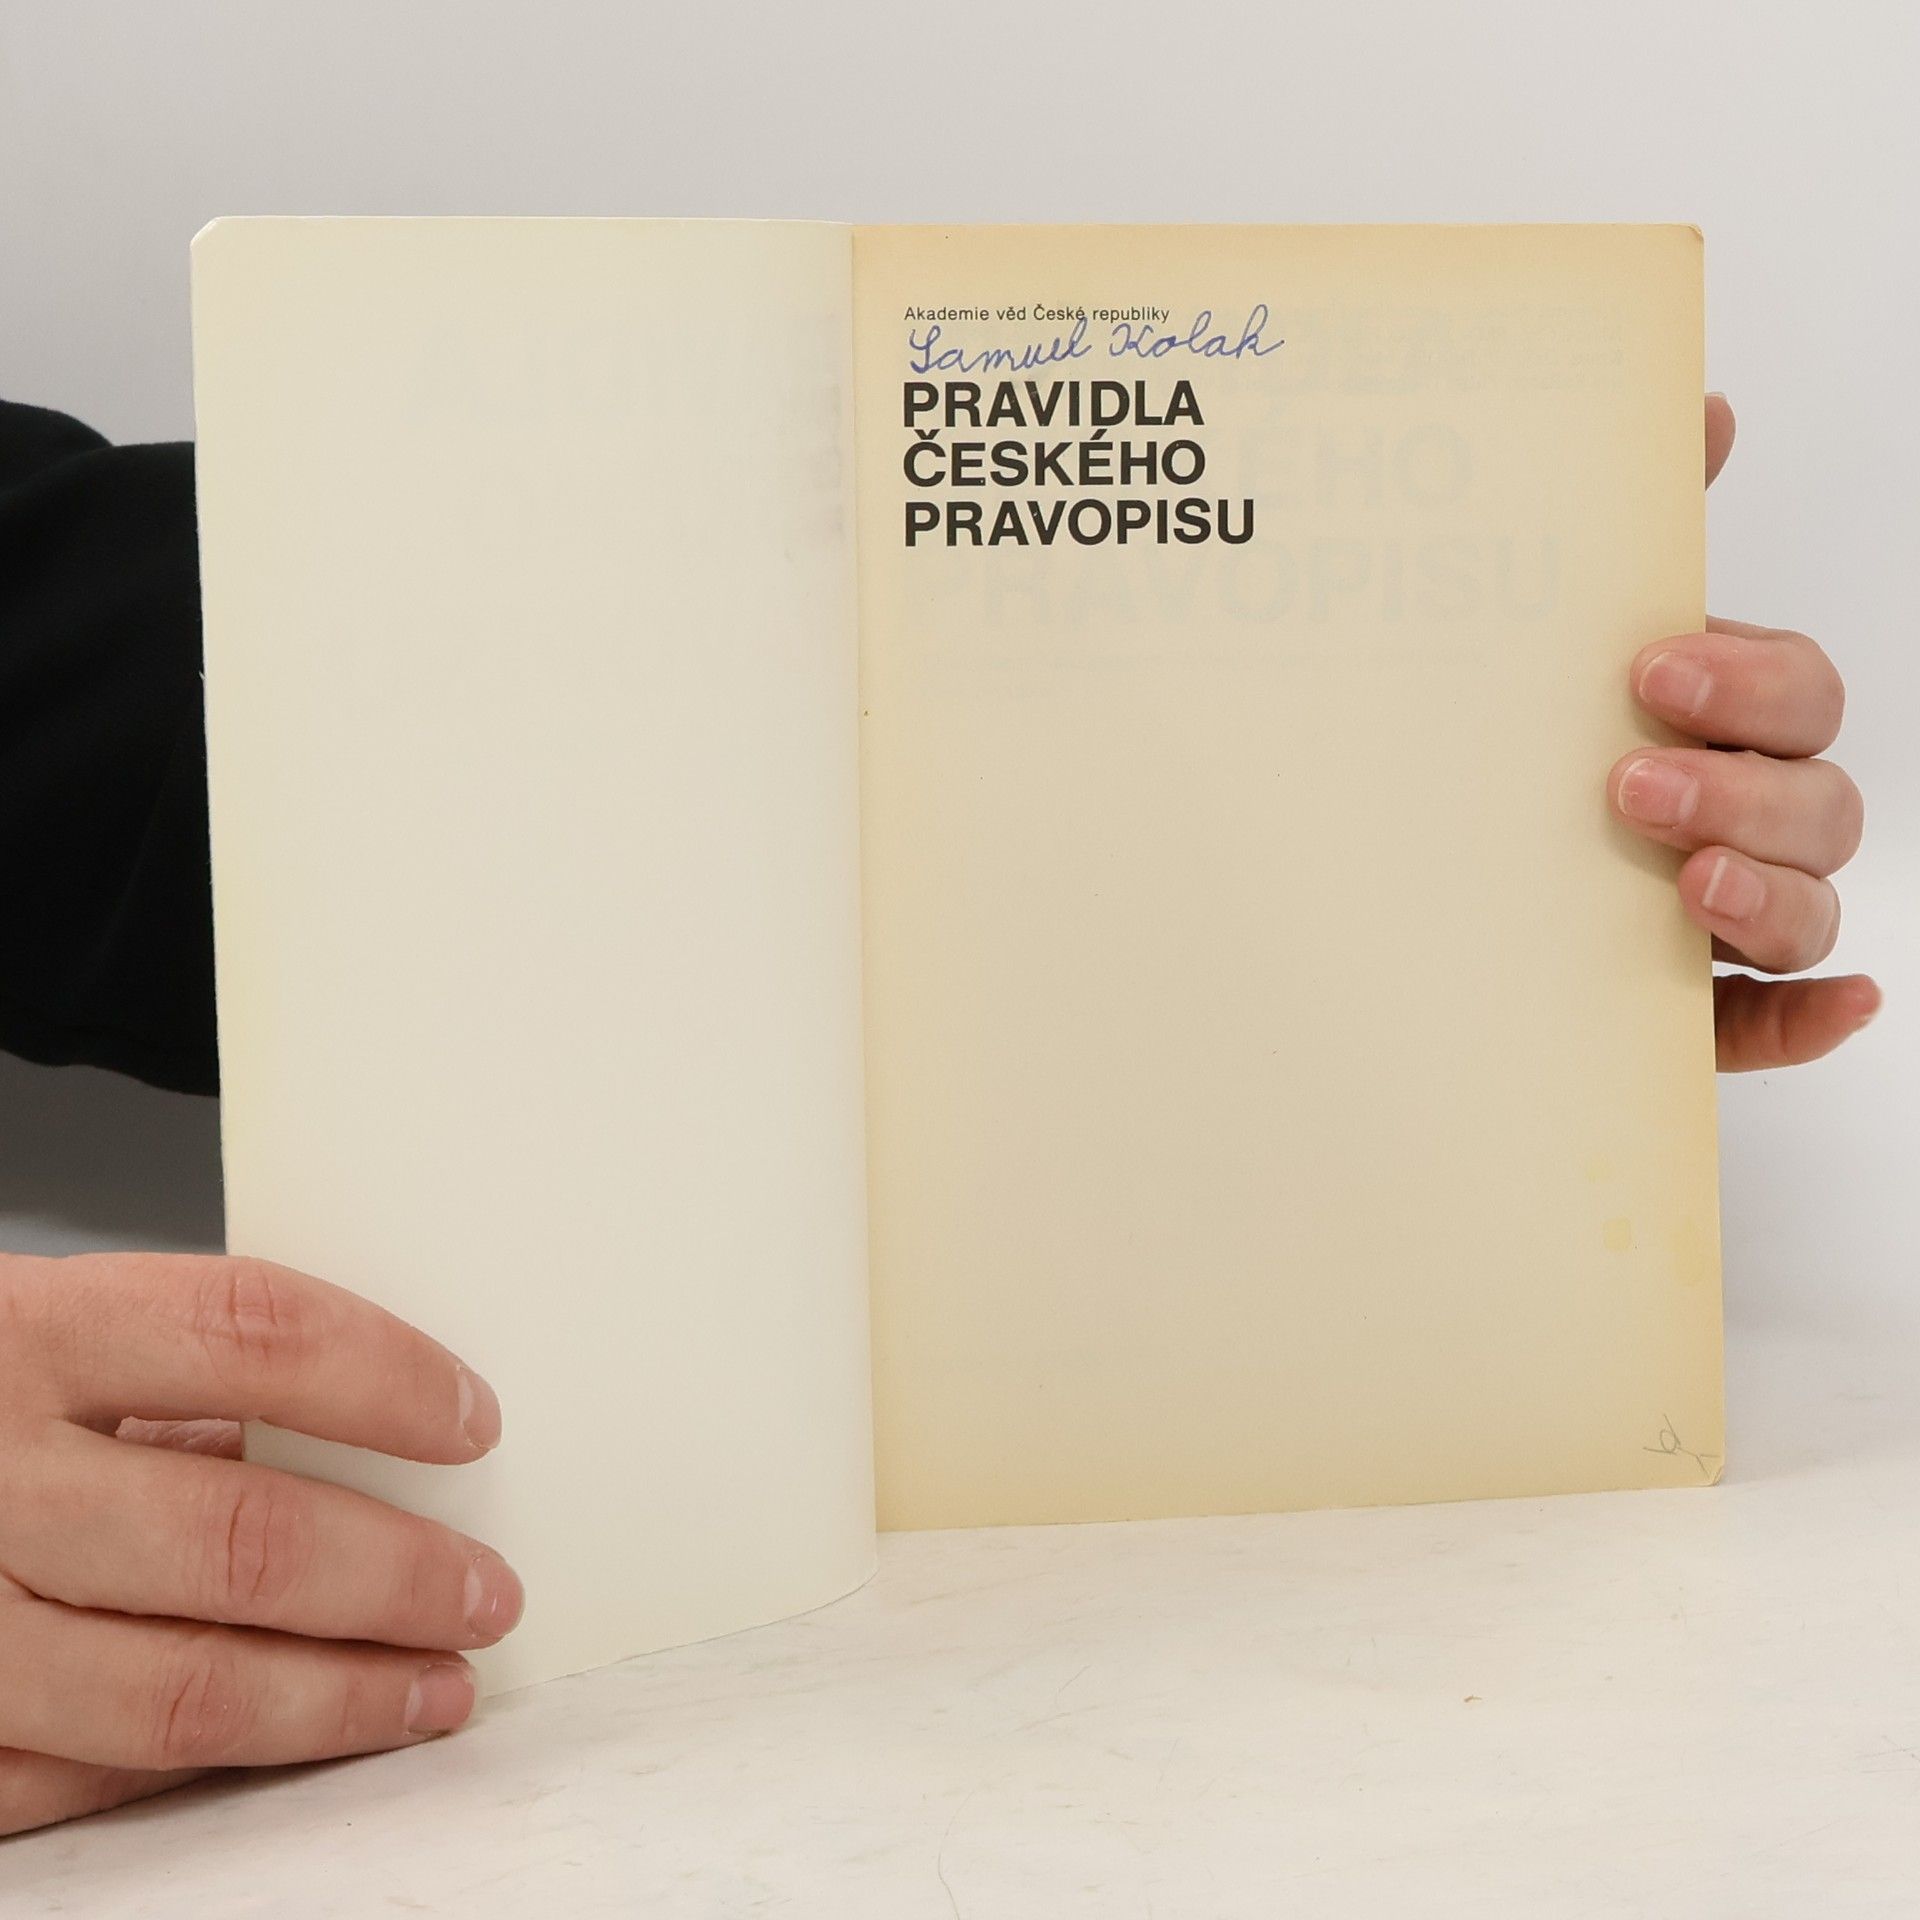 Akademie věd České republiky
Samuel Kolak
PRAVIDLA
ČESKÉHO
PRAVOPISU